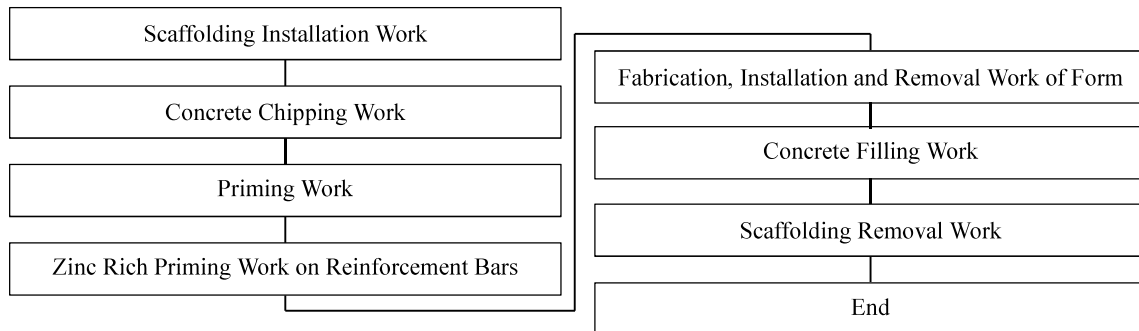 Scaffolding Installation Work
Concrete Chipping Work
Priming Work
Zinc Rich Priming Work on Reinforcement Bars
Fabrication, Installation and Removal Work of Form
Concrete Filling Work
Scaffolding Removal Work
End